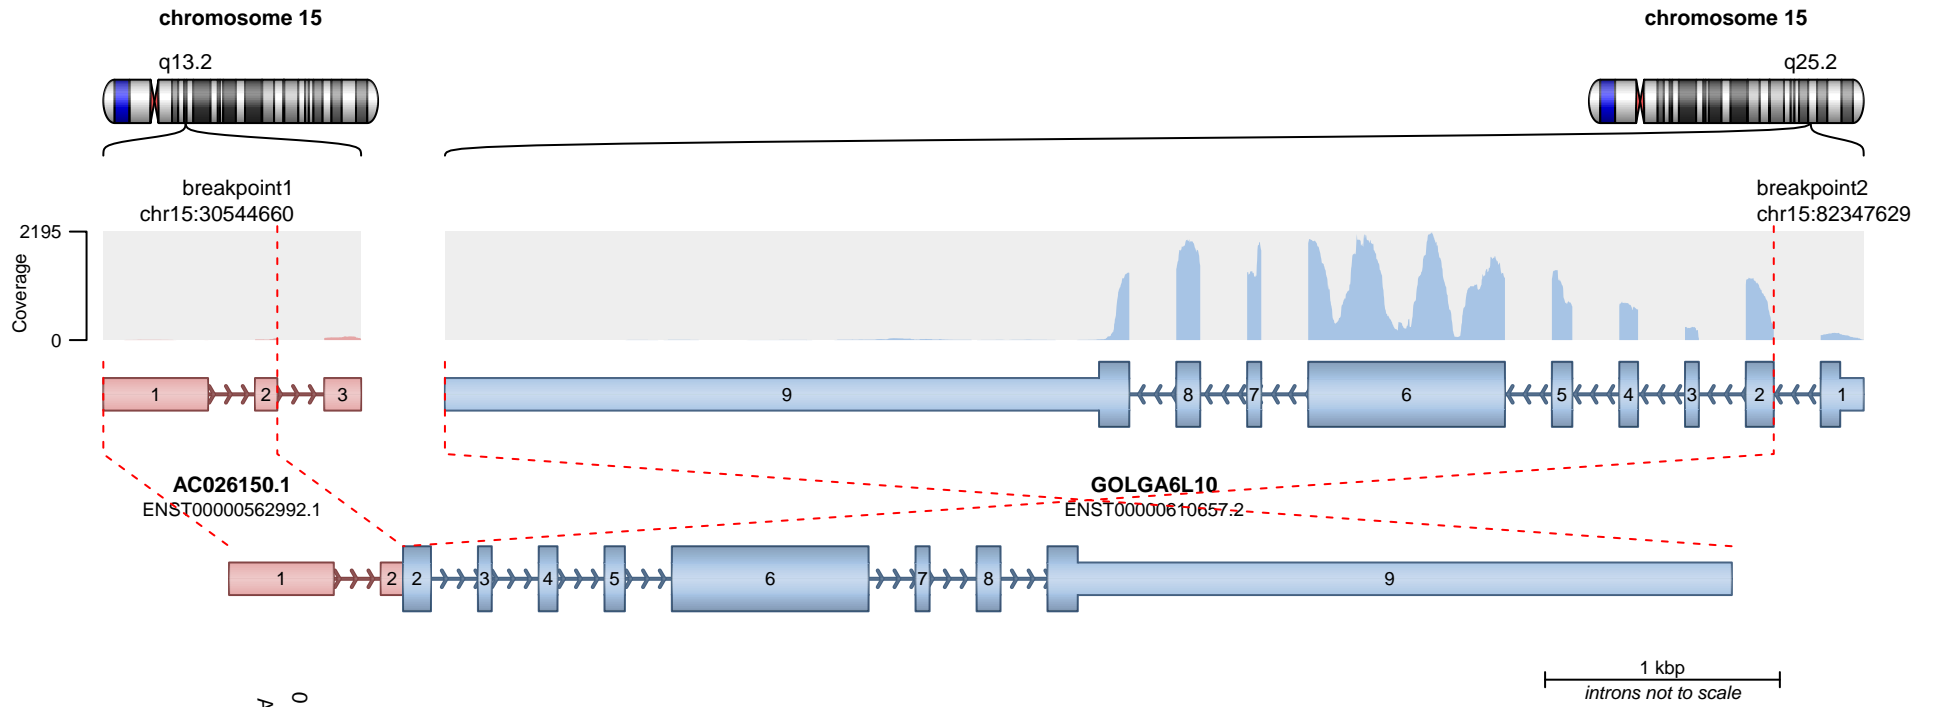 chromosome 15
chromosome 15
q13.2
q25.2
breakpoint1
chr15:30544660
breakpoint2
chr15:82347629
2195
Coverage
0
1 2 3
9 8 7 6 5 4 3 2 1
AC026150.1
ENST00000562992.1
GOLGA6L10
ENST00000610657.2
1 2 2 3 4 5 6 7 8 9
1 kbp
introns not to scale
0